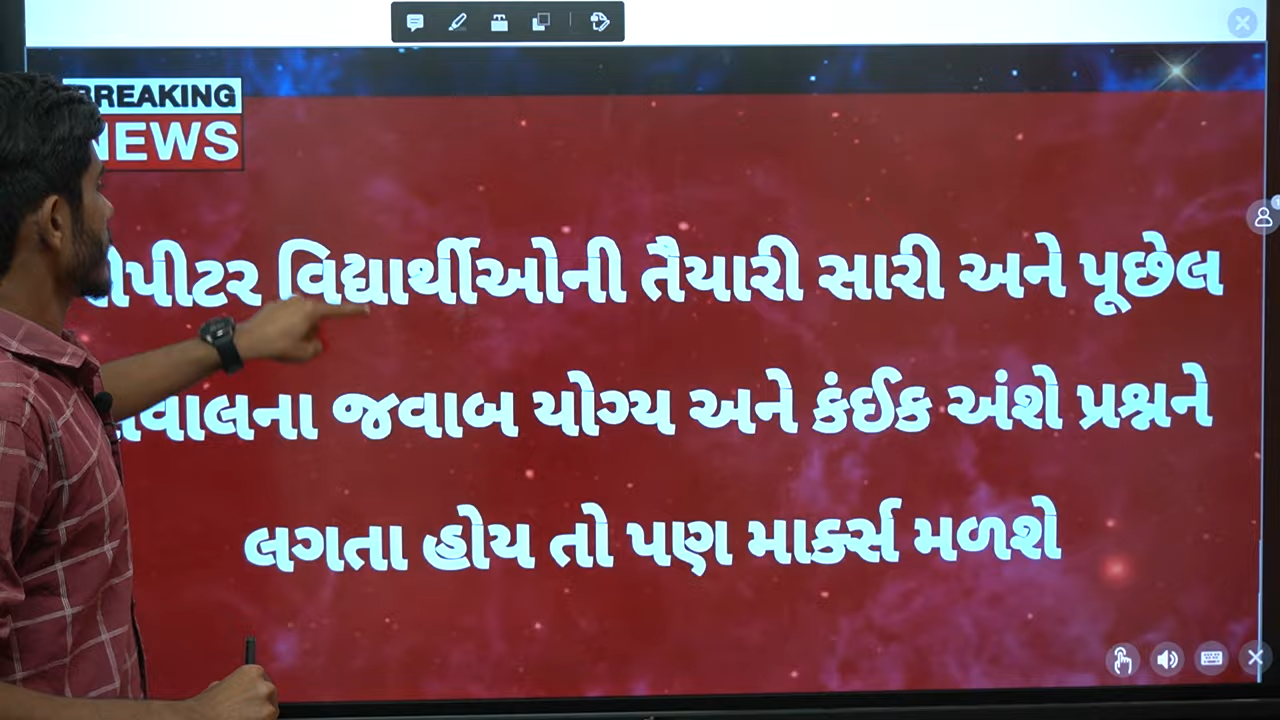 BREAKING
NEWS
વિદ્યાર્થીઓની તૈયારી સારી અને પૂછેલ
જવાબ યોગ્ય અને કંઈક અંશે પ્રશ્નને
લગતા હોય તો પણ માર્ક્સ મળશે